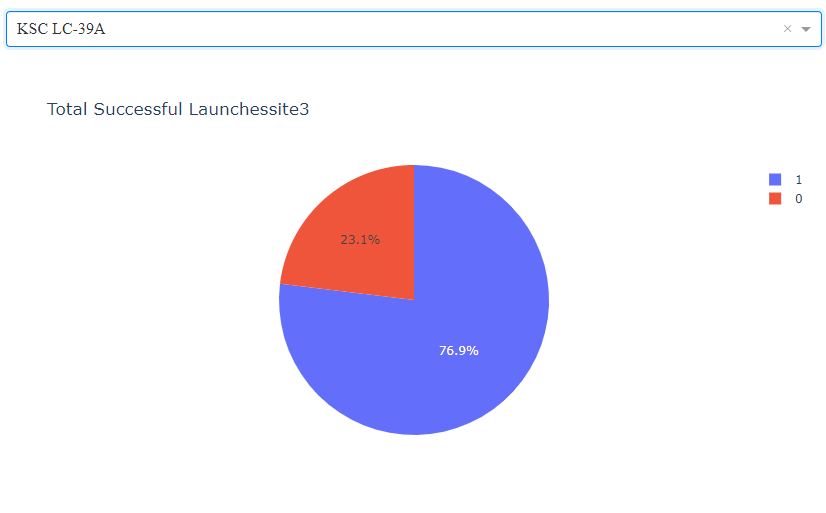 KSC LC-39A
Total Successful Launchessite3
1
0
23.1%
76.9%